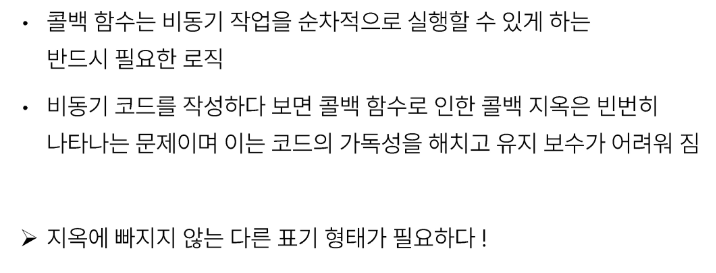 • 콜백 함수는 비동기 작업을 순차적으로 실행할 수 있게 하는
반드시 필요한 로직
• 비동기 코드를 작성하다 보면 콜백 함수로 인한 콜백 지옥은 빈번히
나타나는 문제이며 이는 코드의 가독성을 해치고 유지 보수가 어려워 짐
➢ 지옥에 빠지지 않는 다른 표기 형태가 필요하다 !